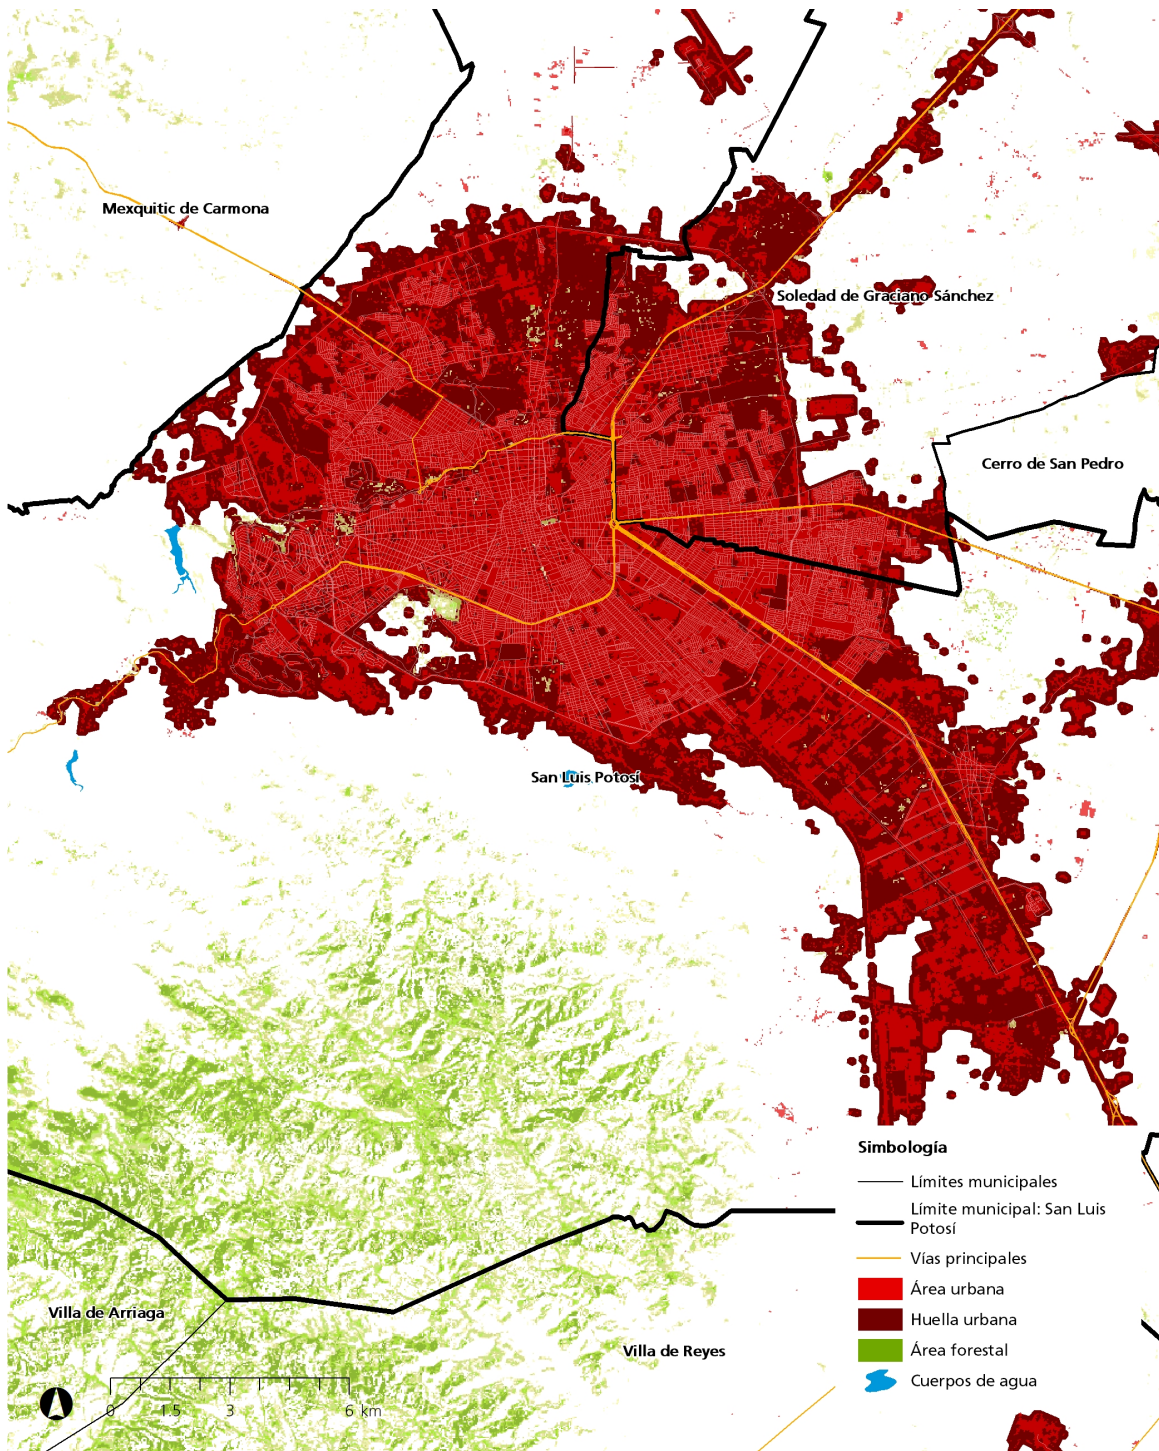 Mexquitic de Carmona
Soledad de Graciano Sánchez
Cerro de San Pedro
San Luis Potosí
Villa de Arriaga
Villa de Reyes
0 1.5 3 6 km
Simbología
Límites municipales
Límite municipal: San Luis
Potosí
Vías principales
Área urbana
Huella urbana
Área forestal
Cuerpos de agua